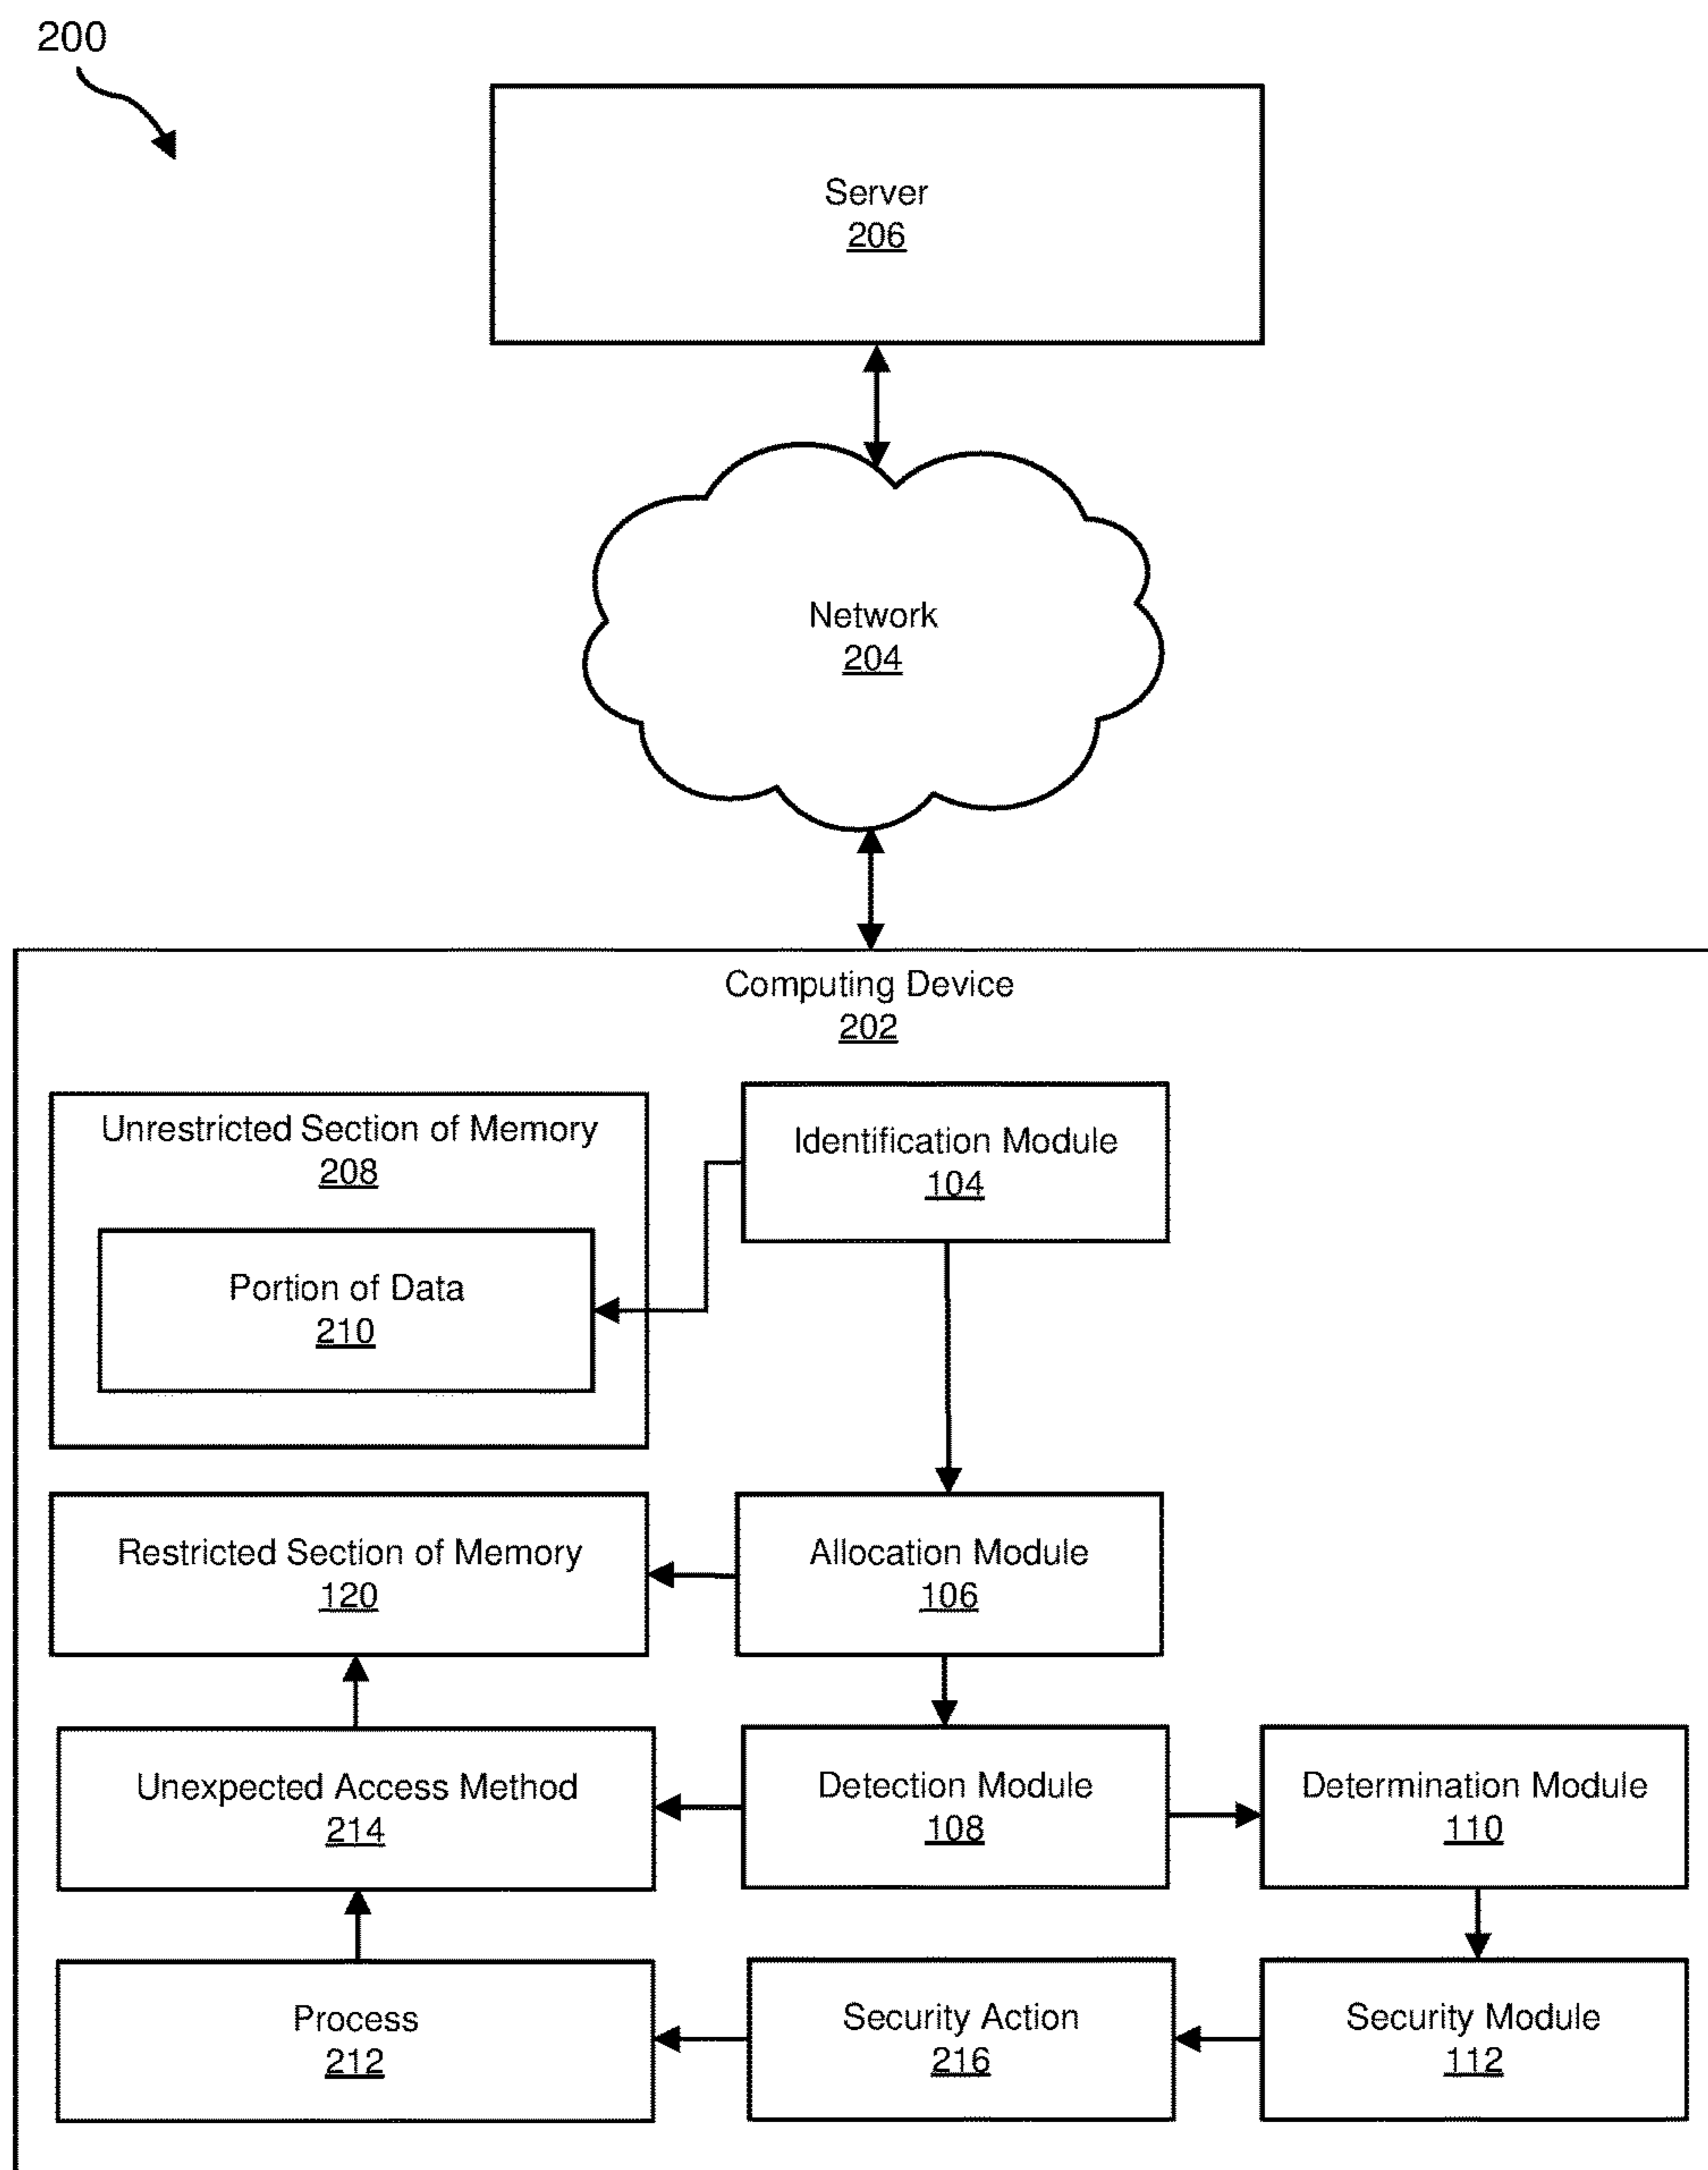 200
Server
206
Network
204
Computing Device
202
Unrestricted Section of Memory
208
Identification Module
104
Portion of Data
210
Restricted Section of Memory
120
Allocation Module
106
Unexpected Access Method
214
Detection Module
108
Determination Module
110
Process
212
Security Action
216
Security Module
112